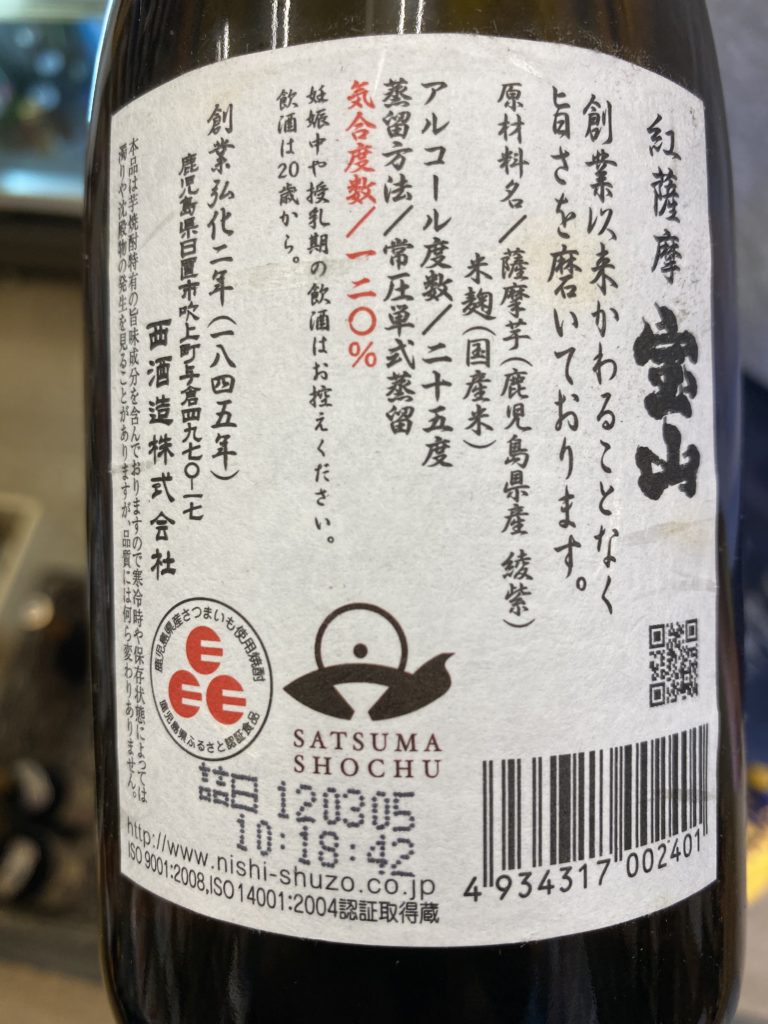 紅薩摩 宝山
創業以来かわることなく
旨さを磨いております。
原材料名/薩摩芋(鹿児島県産 綾紫)
米麹(国産米)
アルコール度数/二十五度
蒸留方法/常圧単式蒸留
気合度数/一二〇%
妊娠中や授乳期の飲酒はお控えください。
飲酒は20歳から。
創業弘化二年(一八四五年)
鹿児島県日置市吹上町与倉四九七〇-一七
西酒造株式会社
本品は芋焼酎特有の旨味成分を含んでおりますので寒冷時や保存状態によっては
濁りや沈殿物の発生を見ることがありますが、品質には何ら変わりありません。
鹿児島県産さつまいも使用焼酎
鹿児島県ふるさと認証食品
SATSUMA
SHOCHU
詰日 120305
10:18:42
http://www.nishi-shuzo.co.jp
ISO 9001:2008,ISO 14001:2004認証取得蔵
4 934317 002401